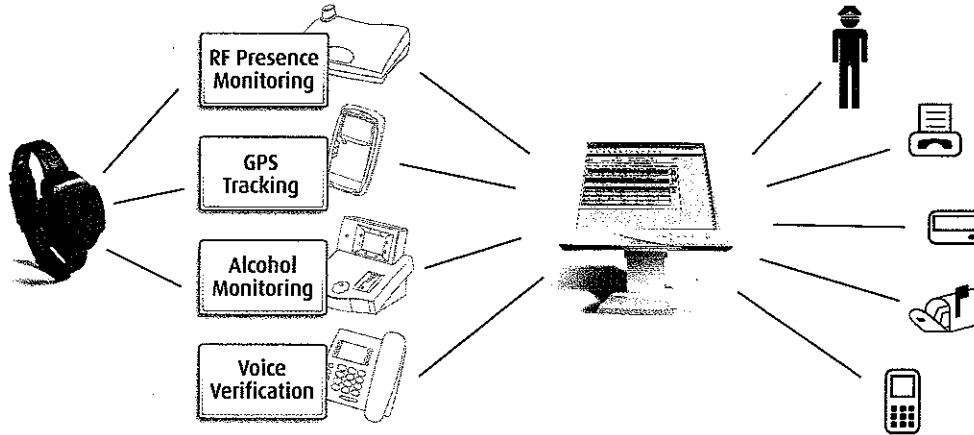 RF Presence
Monitoring
GPS
Tracking
Alcohol
Monitoring
Voice
Verification